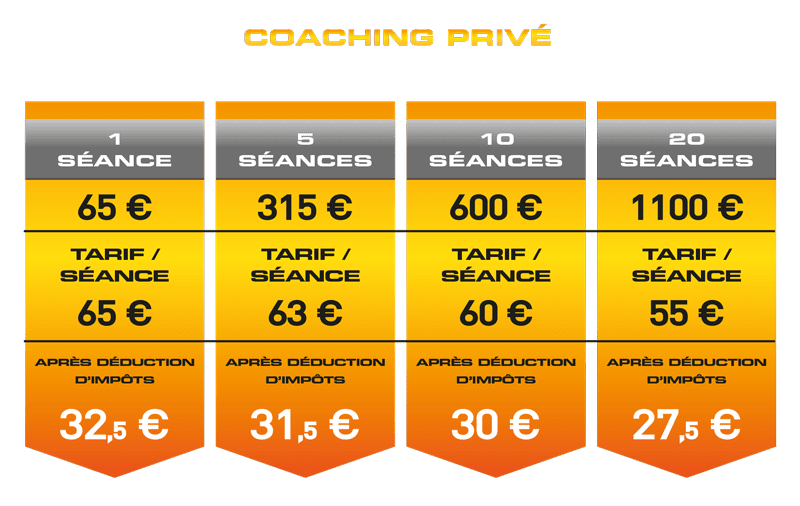 COACHING PRIVÉ
1
SÉANCE
65 €
TARIF /
SÉANCE
65 €
APRÈS DÉDUCTION
D'IMPÔTS
32,5 €
5
SÉANCES
315 €
TARIF /
SÉANCE
63 €
APRÈS DÉDUCTION
D'IMPÔTS
31,5 €
10
SÉANCES
600 €
TARIF /
SÉANCE
60 €
APRÈS DÉDUCTION
D'IMPÔTS
30 €
20
SÉANCES
1100 €
TARIF /
SÉANCE
55 €
APRÈS DÉDUCTION
D'IMPÔTS
27,5 €